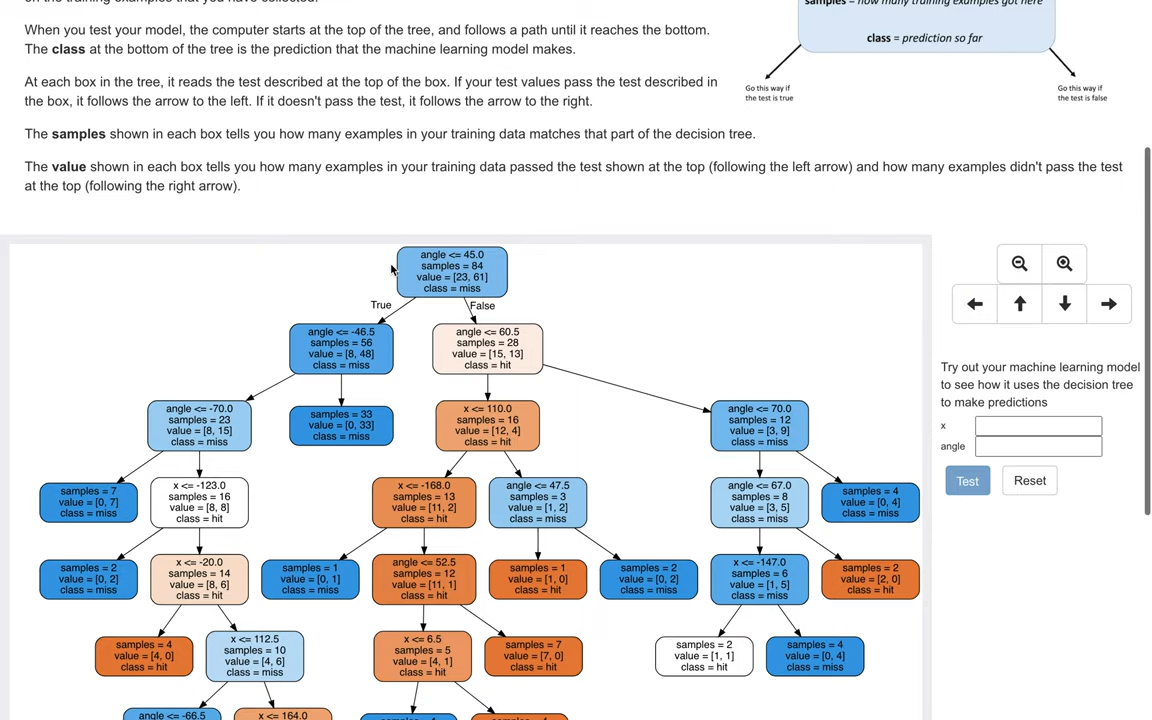 on the training examples that you have collected.
samples = how many training examples got here
When you test your model, the computer starts at the top of the tree, and follows a path until it reaches the bottom.
The class at the bottom of the tree is the prediction that the machine learning model makes.
class = prediction so far
At each box in the tree, it reads the test described at the top of the box. If your test values pass the test described in
the box, it follows the arrow to the left. If it doesn't pass the test, it follows the arrow to the right.
Go this way if
the test is true
Go this way if
the test is false
The samples shown in each box tells you how many examples in your training data matches that part of the decision tree.
The value shown in each box tells you how many examples in your training data passed the test shown at the top (following the left arrow) and how many examples didn't pass the test
at the top (following the right arrow).
angle <= 45.0
samples = 84
value = [23, 61]
class = miss
True
False
angle <= -46.5
samples = 56
value = [8, 48]
class = miss
angle <= 60.5
samples = 28
value = [15, 13]
class = hit
angle <= -70.0
samples = 23
value = [8, 15]
class = miss
samples = 33
value = [0, 33]
class = miss
x <= 110.0
samples = 16
value = [12, 4]
class = hit
angle <= 70.0
samples = 12
value = [3, 9]
class = miss
samples = 7
value = [0, 7]
class = miss
x <= -123.0
samples = 16
value = [8, 8]
class = hit
x <= -168.0
samples = 13
value = [11, 2]
class = hit
angle <= 47.5
samples = 3
value = [1, 2]
class = miss
angle <= 67.0
samples = 8
value = [3, 5]
class = miss
samples = 4
value = [0, 4]
class = miss
samples = 2
value = [0, 2]
class = miss
x <= -20.0
samples = 14
value = [8, 6]
class = hit
samples = 1
value = [0, 1]
class = miss
angle <= 52.5
samples = 12
value = [11, 1]
class = hit
samples = 1
value = [1, 0]
class = hit
samples = 2
value = [0, 2]
class = miss
x <= -147.0
samples = 6
value = [1, 5]
class = miss
samples = 2
value = [2, 0]
class = hit
samples = 4
value = [4, 0]
class = hit
x <= 112.5
samples = 10
value = [4, 6]
class = miss
x <= 6.5
samples = 5
value = [4, 1]
class = hit
samples = 7
value = [7, 0]
class = hit
samples = 2
value = [1, 1]
class = hit
samples = 4
value = [0, 4]
class = miss
angle <= -66.5
x <= 164.0
Try out your machine learning model
to see how it uses the decision tree
to make predictions
x
angle
Test
Reset